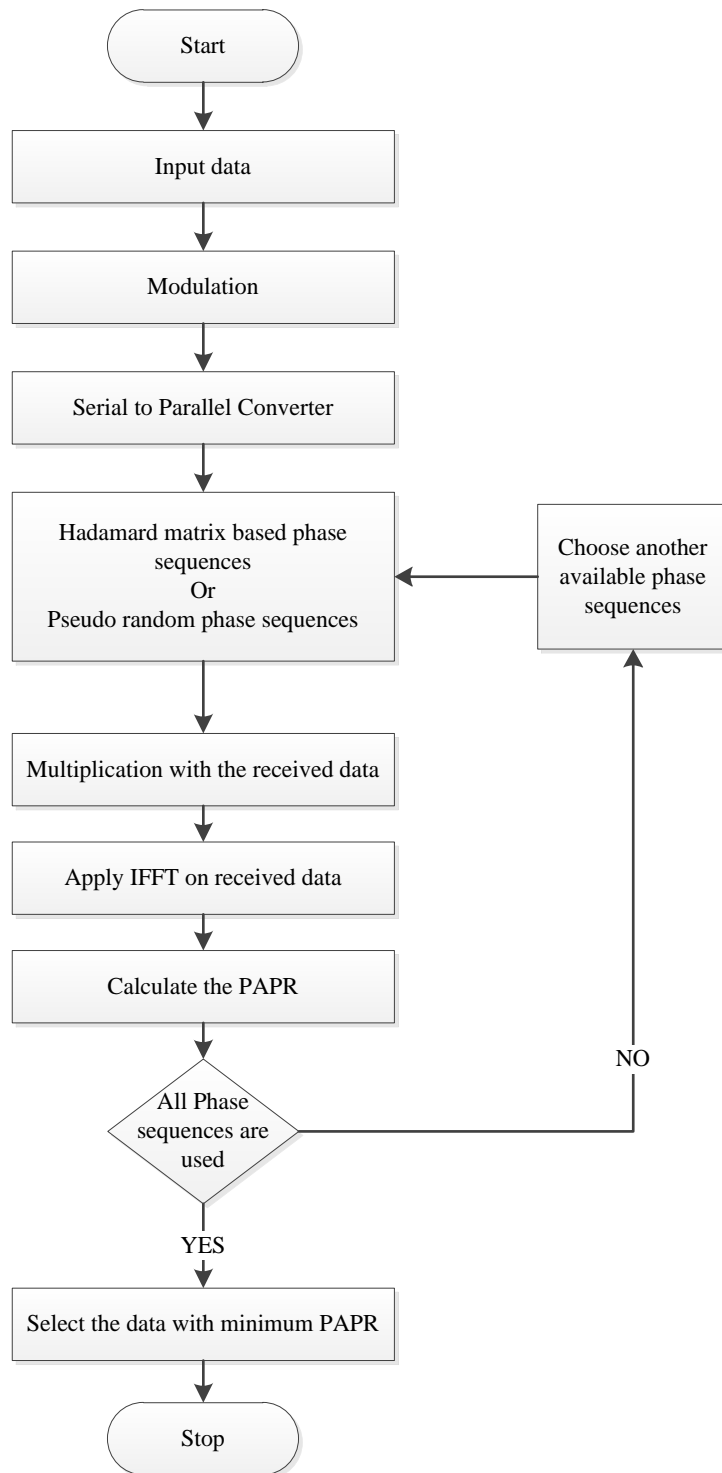 Start
Input data
Modulation
Serial to Parallel Converter
Hadamard matrix based phase
sequences
Or
Pseudo random phase sequences
Choose another
available phase
sequences
Multiplication with the received data
Apply IFFT on received data
Calculate the PAPR
All Phase
sequences are
used
NO
YES
Select the data with minimum PAPR
Stop